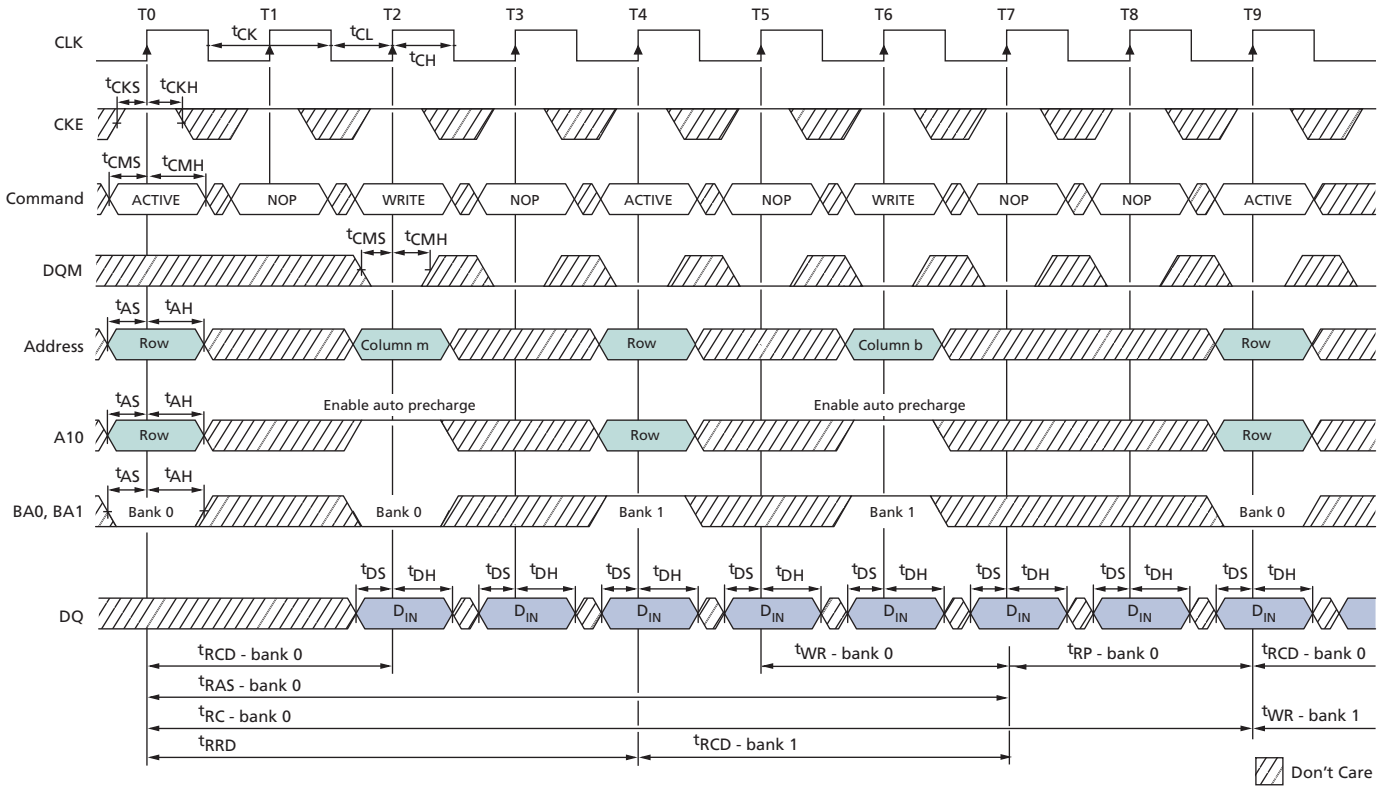 T0 T1 T2 T3 T4 T5 T6 T7 T8 T9
CLK tCK tCL tCH
tCKS tCKH
CKE
tCMS tCMH
Command ACTIVE NOP WRITE NOP ACTIVE NOP WRITE NOP NOP ACTIVE
tCMS tCMH
DQM
tAS tAH
Address Row Column m Row Column b Row
tAS tAH Enable auto precharge Enable auto precharge
A10 Row Row Row
tAS tAH
BA0, BA1 Bank 0 Bank 0 Bank 1 Bank 1 Bank 0
tDS tDH tDS tDH tDS tDH tDS tDH tDS tDH tDS tDH tDS tDH tDS tDH
DQ DIN DIN DIN DIN DIN DIN DIN DIN
tRCD - bank 0 tWR - bank 0 tRP - bank 0 tRCD - bank 0
tRAS - bank 0
tRC - bank 0 tWR - bank 1
tRRD tRCD - bank 1
Don't Care